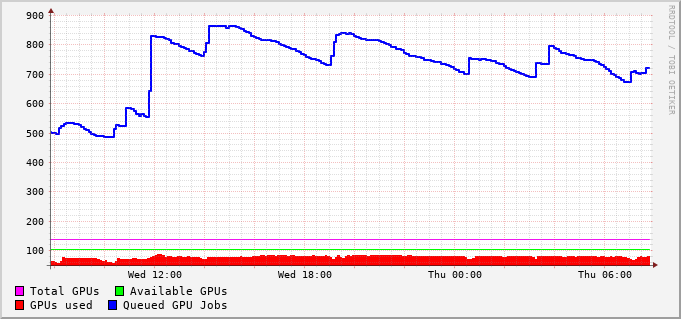 900
800
700
600
500
400
300
200
100
Wed 12:00 Wed 18:00 Thu 00:00 Thu 06:00
Total GPUs Available GPUs
GPUs used Queued GPU Jobs
RRDTOOL / TOBI OETIKER